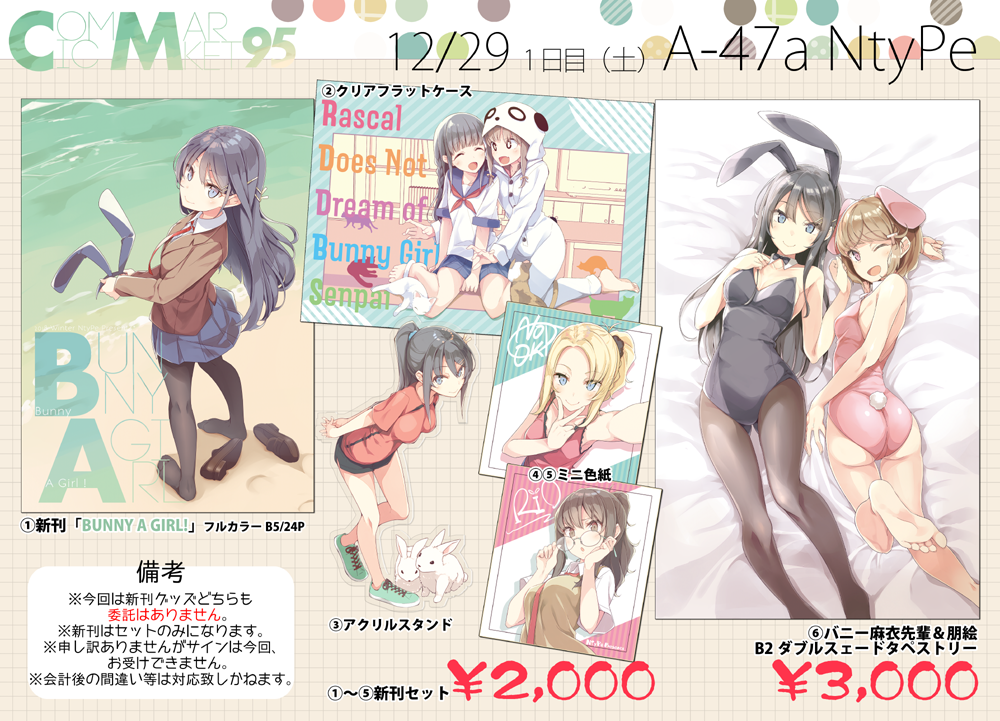 COMIC MARKET 95
12/29 1日目（土） A-47a NtyPe
②クリアフラットケース
Rascal
Does Not
Dream of
Bunny Girl
Senpai
BUNNY
Bunny
A GIRL
A Girl !
①新刊「BUNNY A GIRL!」フルカラー B5/24P
④⑤ミニ色紙
③アクリルスタンド
備考
※今回は新刊グッズどちらも
委託はありません。
※新刊はセットのみになります。
※申し訳ありませんがサインは今回、
お受けできません。
※会計後の間違い等は対応致しかねます。
①〜⑤新刊セット¥2,000
⑥バニー麻衣先輩＆朋絵
B2 ダブルスェードタペストリー
¥3,000